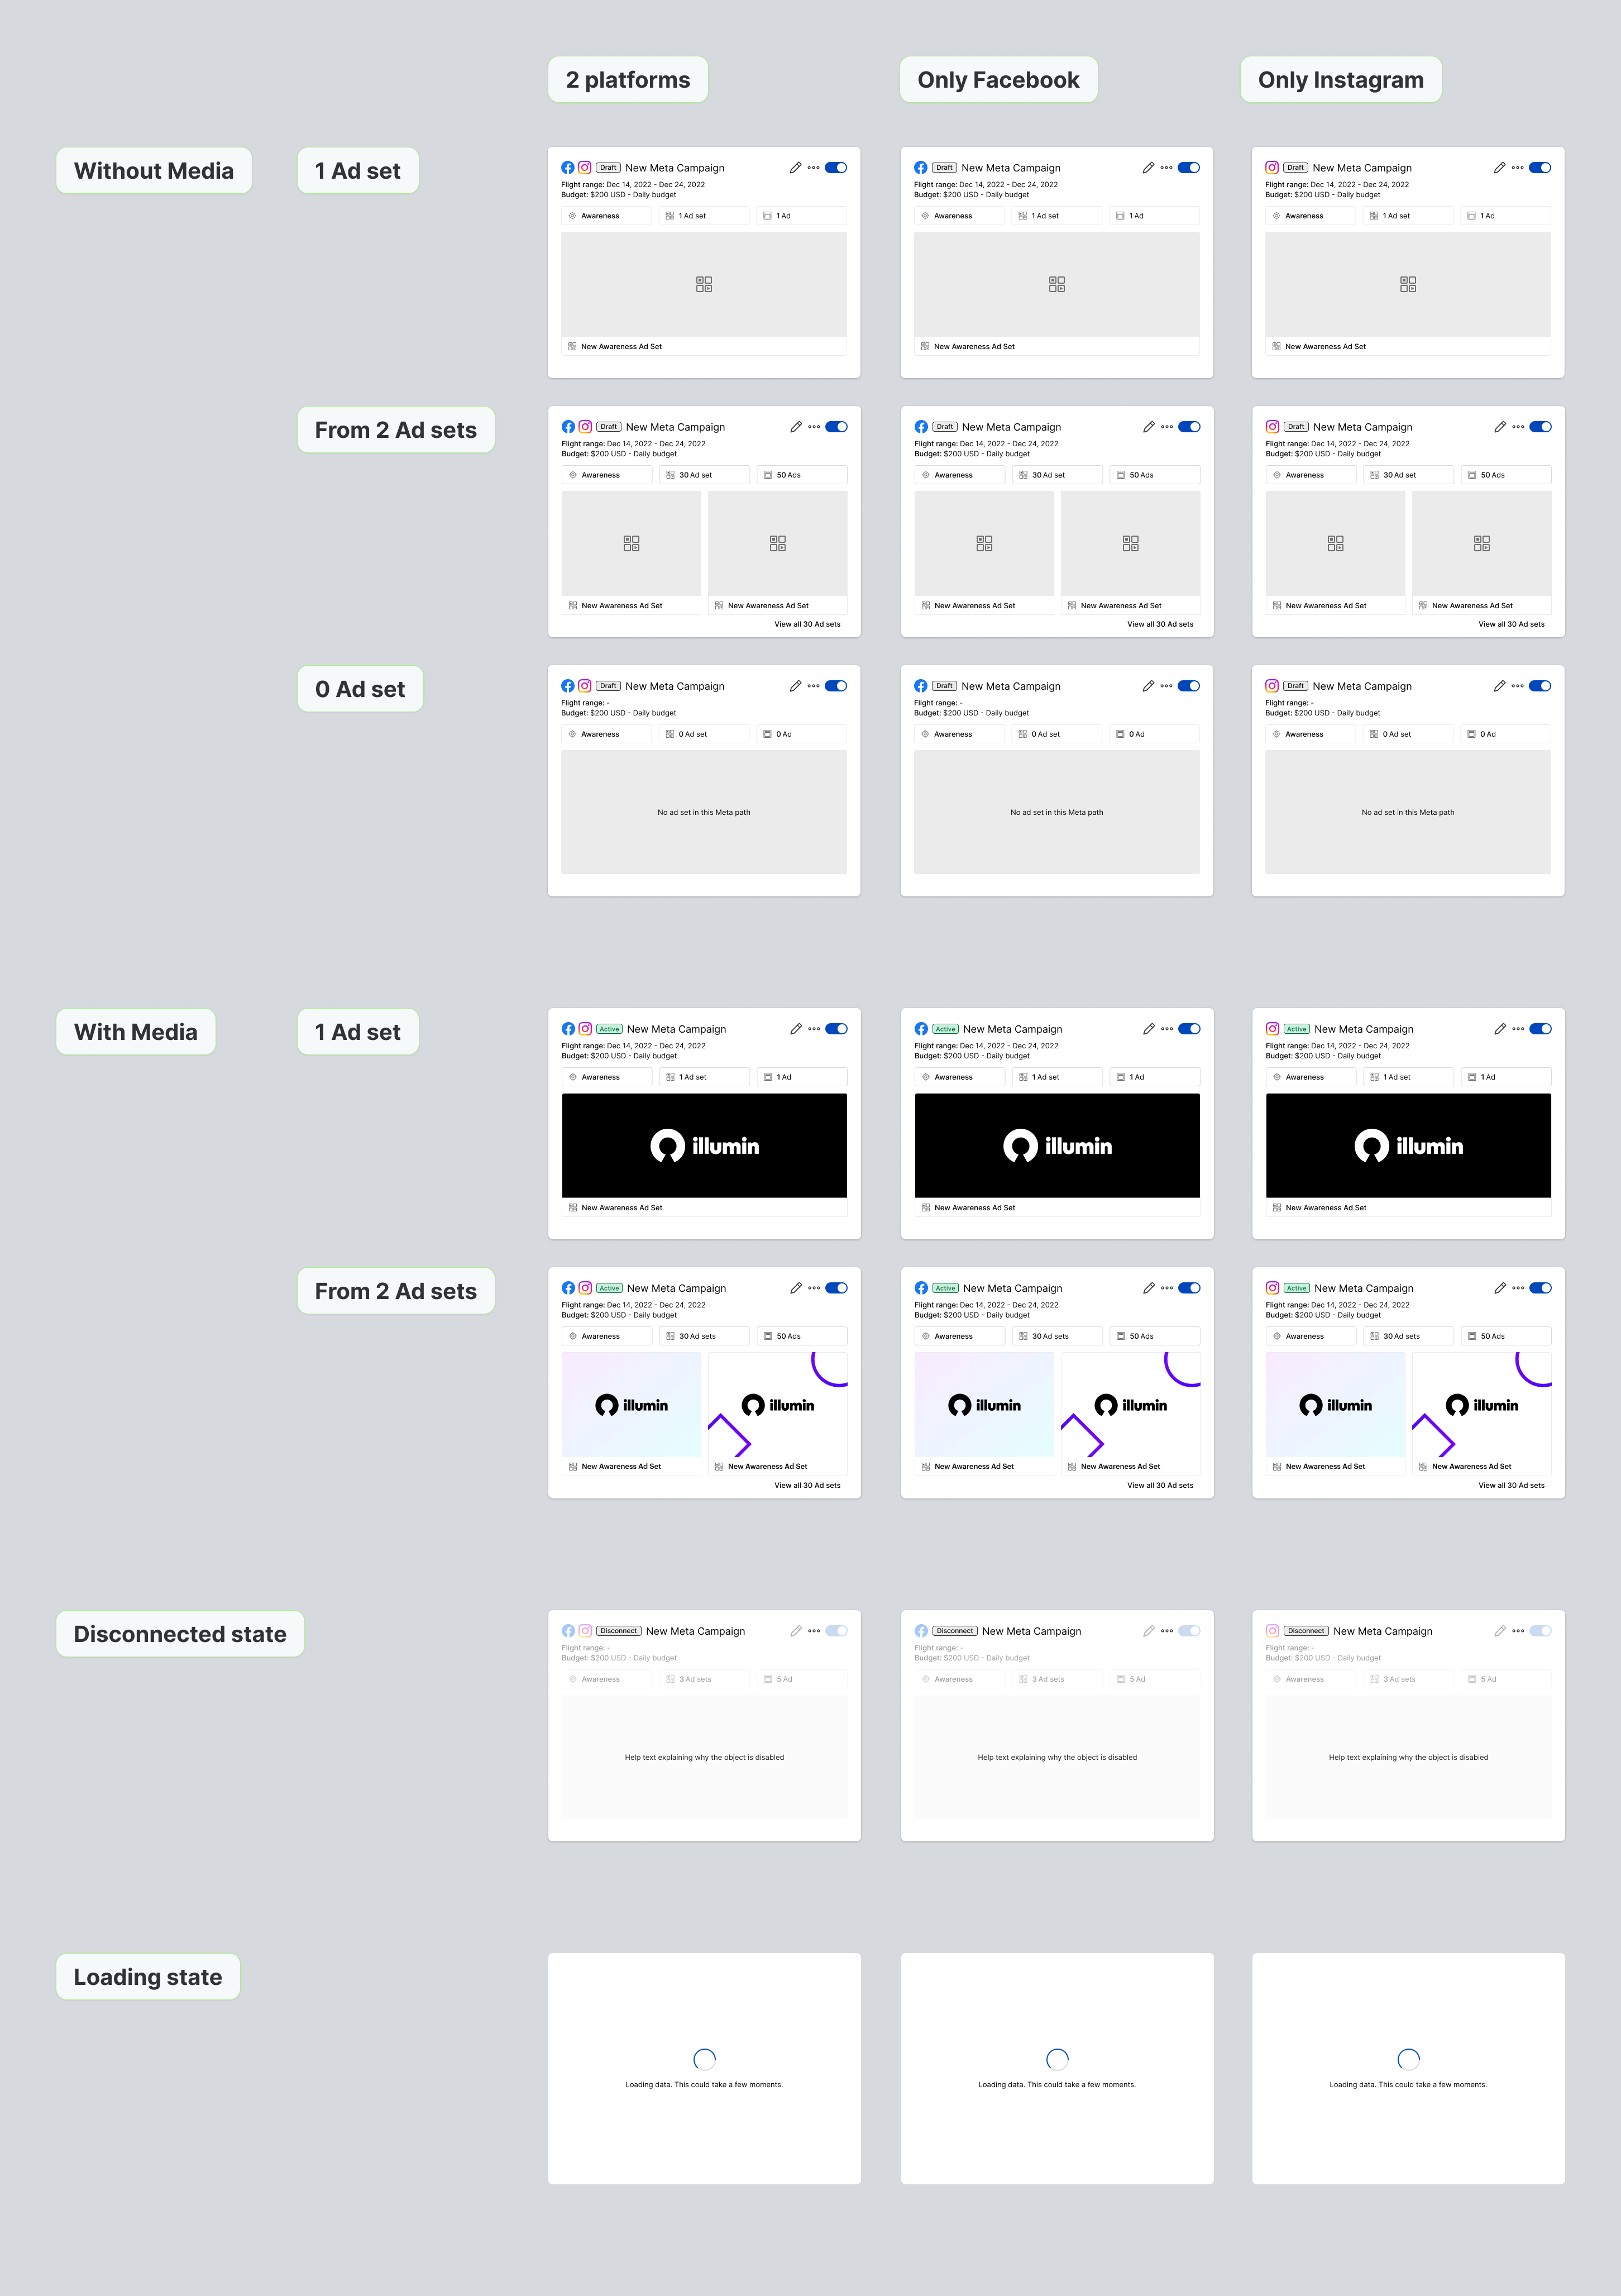 2 platforms
Only Facebook
Only Instagram
Without Media
1 Ad set
Draft New Meta Campaign
Flight range: Dec 14, 2022 - Dec 24, 2022
Budget: $200 USD - Daily budget
Awareness 1 Ad set 1 Ad
New Awareness Ad Set
Draft New Meta Campaign
Flight range: Dec 14, 2022 - Dec 24, 2022
Budget: $200 USD - Daily budget
Awareness 1 Ad set 1 Ad
New Awareness Ad Set
Draft New Meta Campaign
Flight range: Dec 14, 2022 - Dec 24, 2022
Budget: $200 USD - Daily budget
Awareness 1 Ad set 1 Ad
New Awareness Ad Set
From 2 Ad sets
Draft New Meta Campaign
Flight range: Dec 14, 2022 - Dec 24, 2022
Budget: $200 USD - Daily budget
Awareness 30 Ad set 50 Ads
New Awareness Ad Set New Awareness Ad Set
View all 30 Ad sets
Draft New Meta Campaign
Flight range: Dec 14, 2022 - Dec 24, 2022
Budget: $200 USD - Daily budget
Awareness 30 Ad set 50 Ads
New Awareness Ad Set New Awareness Ad Set
View all 30 Ad sets
Draft New Meta Campaign
Flight range: Dec 14, 2022 - Dec 24, 2022
Budget: $200 USD - Daily budget
Awareness 30 Ad set 50 Ads
New Awareness Ad Set New Awareness Ad Set
View all 30 Ad sets
0 Ad set
Draft New Meta Campaign
Flight range: -
Budget: $200 USD - Daily budget
Awareness 0 Ad set 0 Ad
No ad set in this Meta path
Draft New Meta Campaign
Flight range: -
Budget: $200 USD - Daily budget
Awareness 0 Ad set 0 Ad
No ad set in this Meta path
Draft New Meta Campaign
Flight range: -
Budget: $200 USD - Daily budget
Awareness 0 Ad set 0 Ad
No ad set in this Meta path
With Media
1 Ad set
Active New Meta Campaign
Flight range: Dec 14, 2022 - Dec 24, 2022
Budget: $200 USD - Daily budget
Awareness 1 Ad set 1 Ad
illumin
New Awareness Ad Set
Active New Meta Campaign
Flight range: Dec 14, 2022 - Dec 24, 2022
Budget: $200 USD - Daily budget
Awareness 1 Ad set 1 Ad
illumin
New Awareness Ad Set
Active New Meta Campaign
Flight range: Dec 14, 2022 - Dec 24, 2022
Budget: $200 USD - Daily budget
Awareness 1 Ad set 1 Ad
illumin
New Awareness Ad Set
From 2 Ad sets
Active New Meta Campaign
Flight range: Dec 14, 2022 - Dec 24, 2022
Budget: $200 USD - Daily budget
Awareness 30 Ad sets 50 Ads
illumin illumin
New Awareness Ad Set New Awareness Ad Set
View all 30 Ad sets
Active New Meta Campaign
Flight range: Dec 14, 2022 - Dec 24, 2022
Budget: $200 USD - Daily budget
Awareness 30 Ad sets 50 Ads
illumin illumin
New Awareness Ad Set New Awareness Ad Set
View all 30 Ad sets
Active New Meta Campaign
Flight range: Dec 14, 2022 - Dec 24, 2022
Budget: $200 USD - Daily budget
Awareness 30 Ad sets 50 Ads
illumin illumin
New Awareness Ad Set New Awareness Ad Set
View all 30 Ad sets
Disconnected state
Disconnect New Meta Campaign
Flight range: -
Budget: $200 USD - Daily budget
Awareness 3 Ad sets 5 Ad
Help text explaining why the object is disabled
Disconnect New Meta Campaign
Flight range: -
Budget: $200 USD - Daily budget
Awareness 3 Ad sets 5 Ad
Help text explaining why the object is disabled
Disconnect New Meta Campaign
Flight range: -
Budget: $200 USD - Daily budget
Awareness 3 Ad sets 5 Ad
Help text explaining why the object is disabled
Loading state
Loading data. This could take a few moments.
Loading data. This could take a few moments.
Loading data. This could take a few moments.